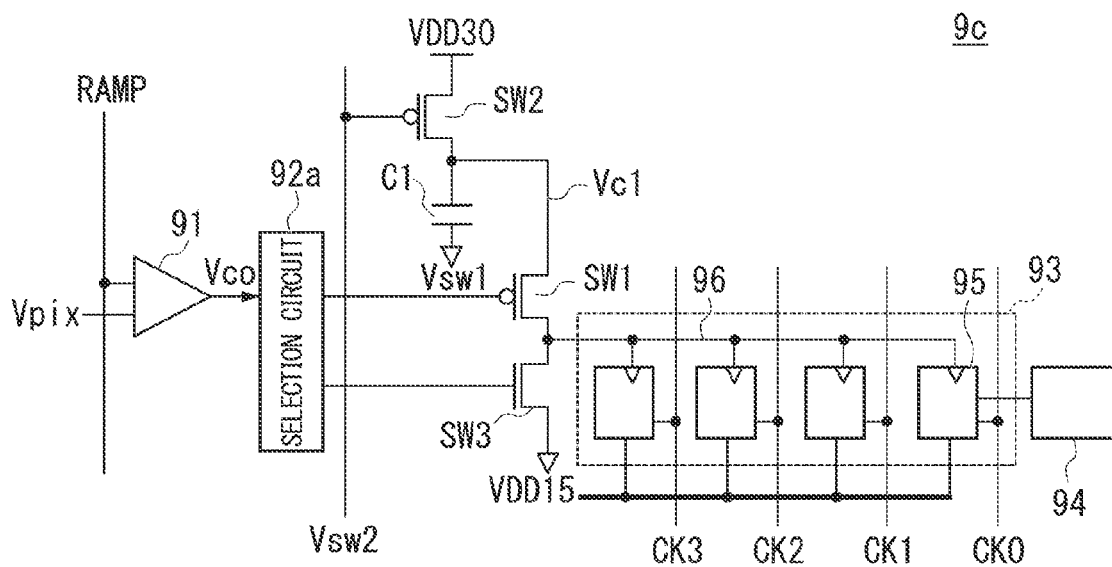 9c
VDD30
RAMP
SW2
92a
C1
Vc1
91
Vco
SELECTION CIRCUIT
Vsw1
SW1
96
95
93
Vpix
SW3
VDD15
94
Vsw2
CK3
CK2
CK1
CK0